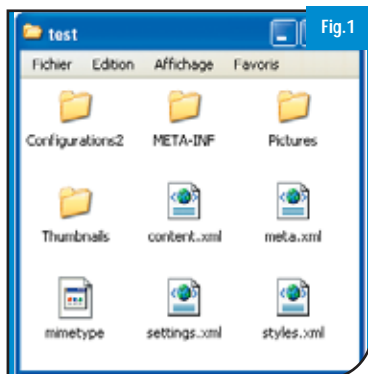 test
Fig.1
Fichier Edition Affichage Favoris
Configurations2 META-INF Pictures
Thumbnails content.xml meta.xml
mimetype settings.xml styles.xml